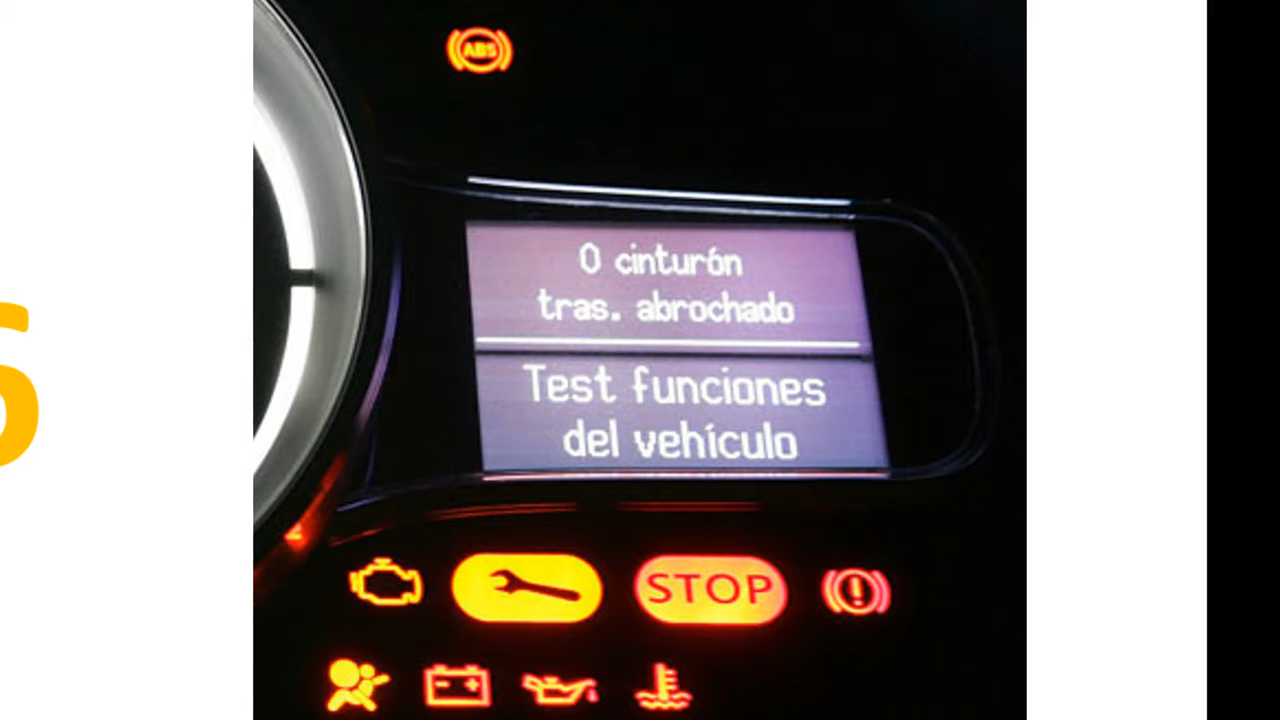 ABS
0 cinturón
tras. abrochado
Test funciones
del vehículo
STOP